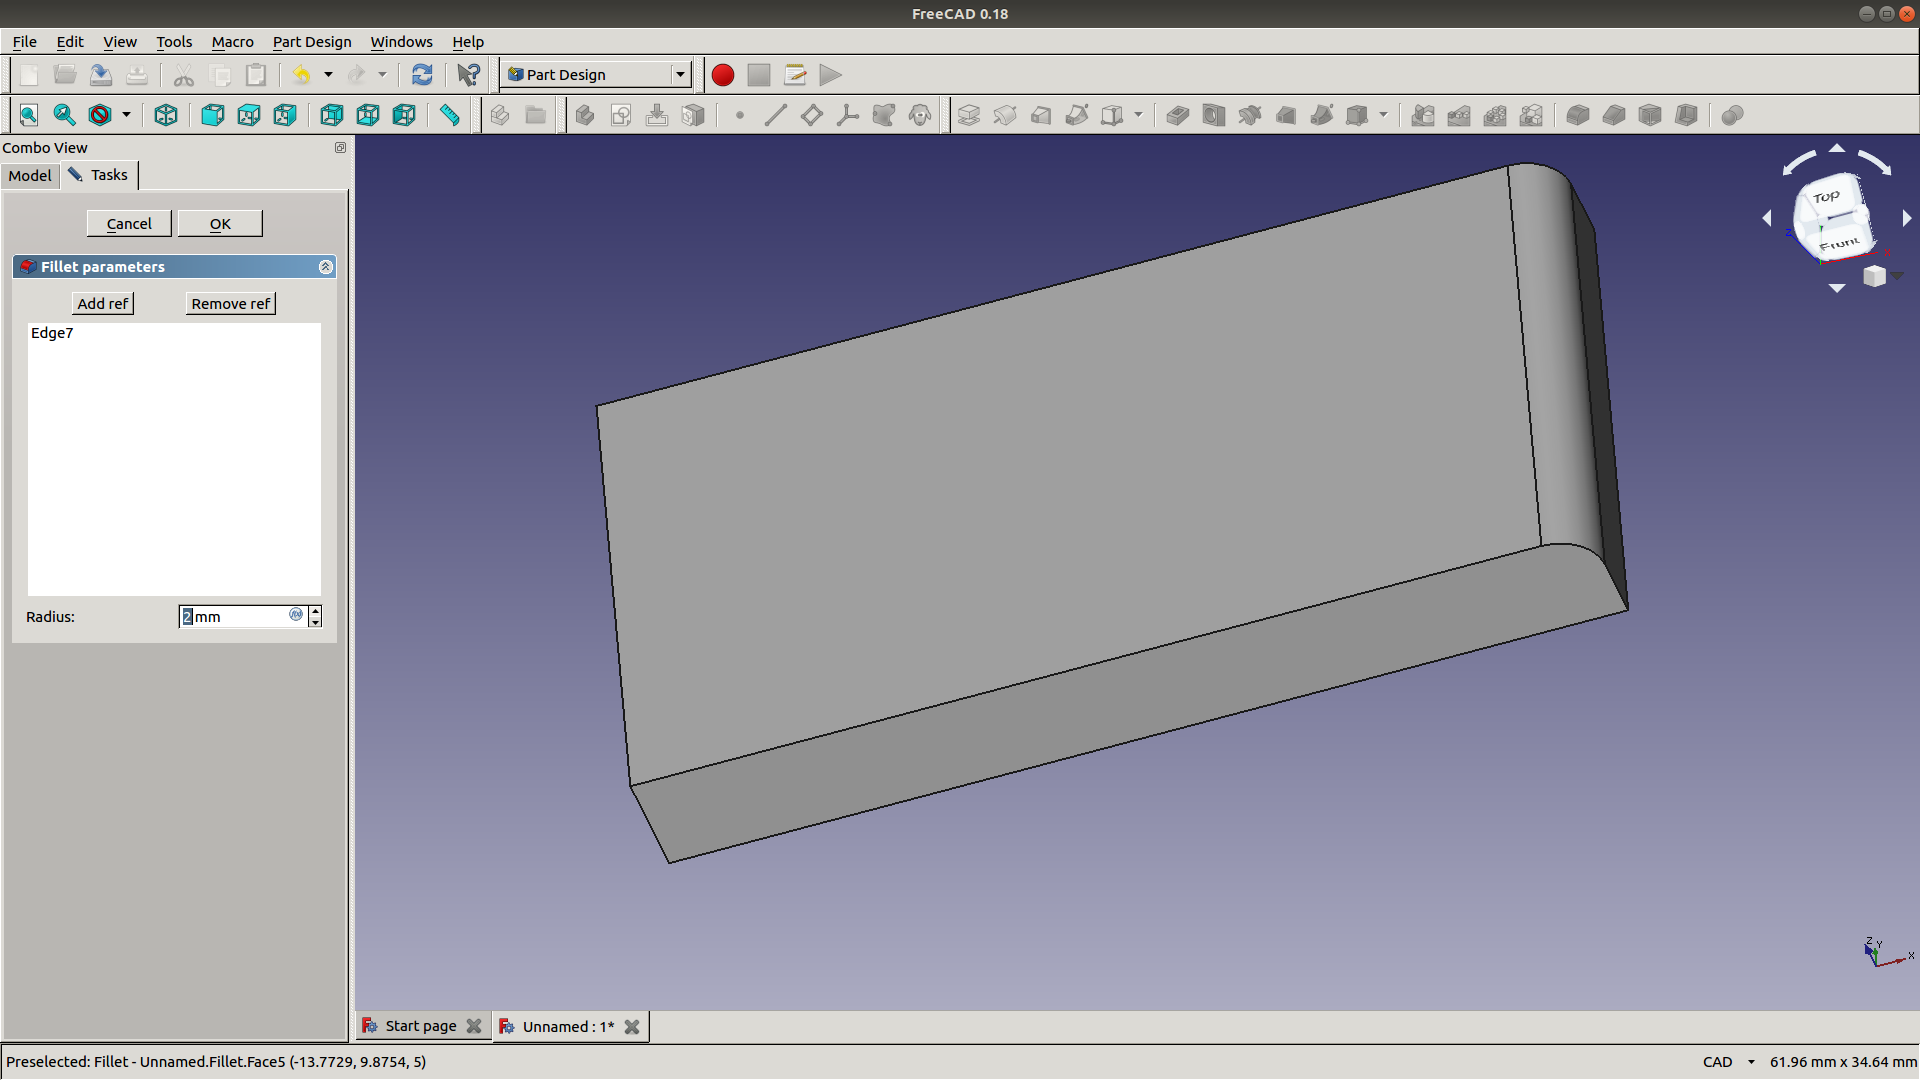 FreeCAD 0.18
File Edit View Tools Macro Part Design Windows Help
Part Design
Combo View
Model Tasks
Cancel OK
Fillet parameters
Add ref Remove ref
Edge7
Radius: 2 mm
Top
Front
Z
Z Y X
Start page Unnamed : 1*
Preselected: Fillet - Unnamed.Fillet.Face5 (-13.7729, 9.8754, 5) CAD 61.96 mm x 34.64 mm